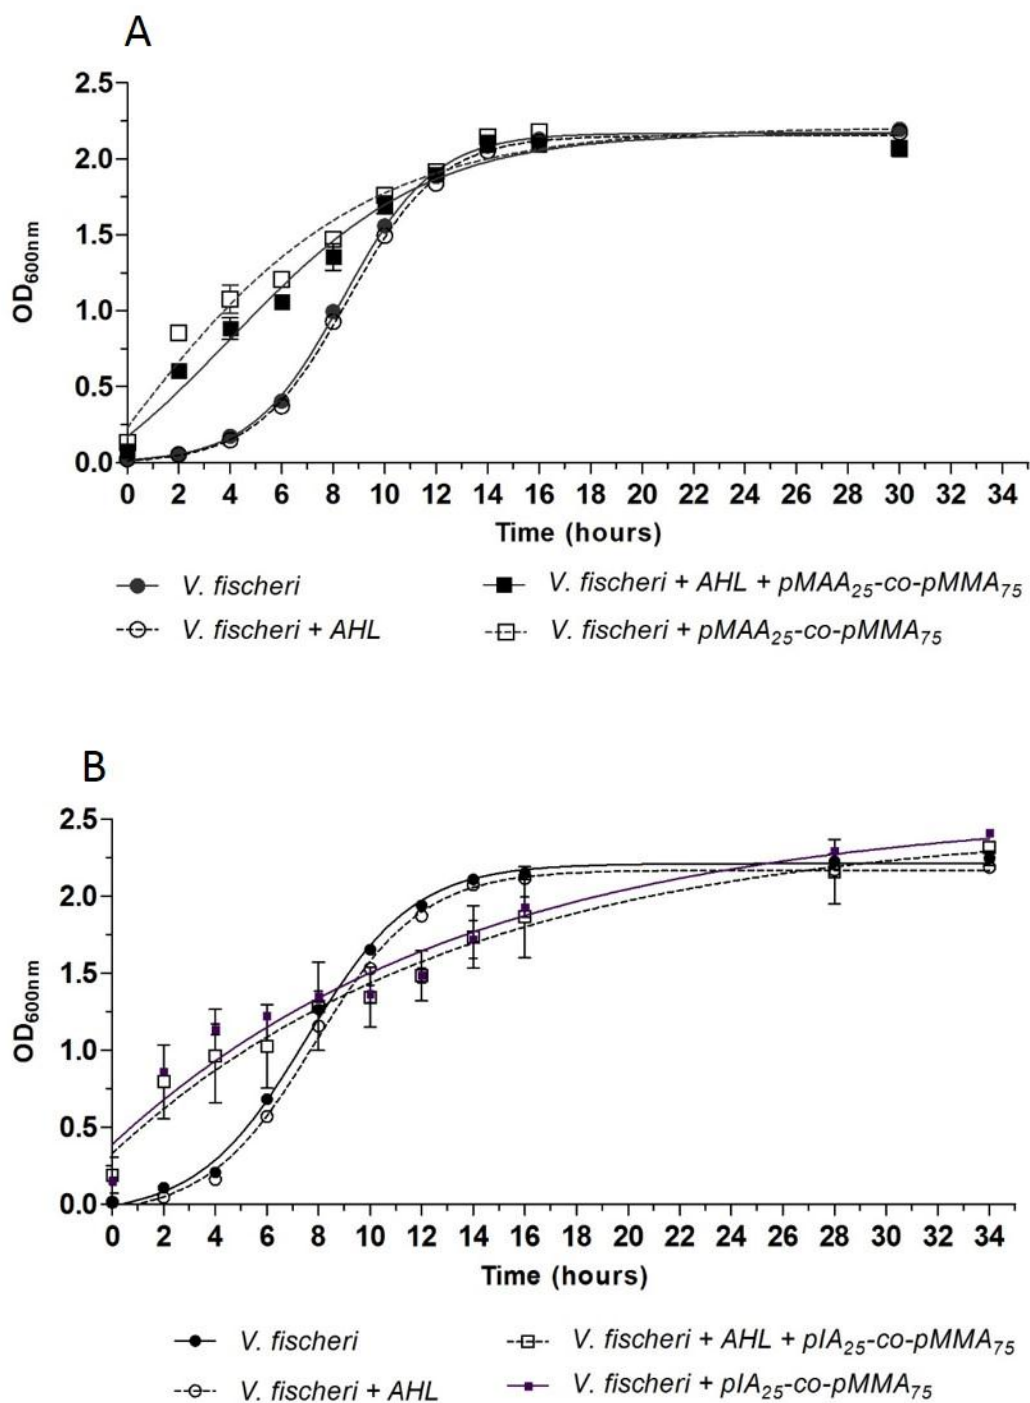 A
2.5
2.0
1.5
1.0
0.5
0.0
OD600nm
0 2 4 6 8 10 12 14 16 18 20 22 24 26 28 30 32 34
Time (hours)
V. fischeri
V. fischeri + AHL + pMAA25-co-pMMA75
V. fischeri + AHL
V. fischeri + pMAA25-co-pMMA75
B
2.5
2.0
1.5
1.0
0.5
0.0
OD600nm
0 2 4 6 8 10 12 14 16 18 20 22 24 26 28 30 32 34
Time (hours)
V. fischeri
V. fischeri + AHL + pIA25-co-pMMA75
V. fischeri + AHL
V. fischeri + pIA25-co-pMMA75